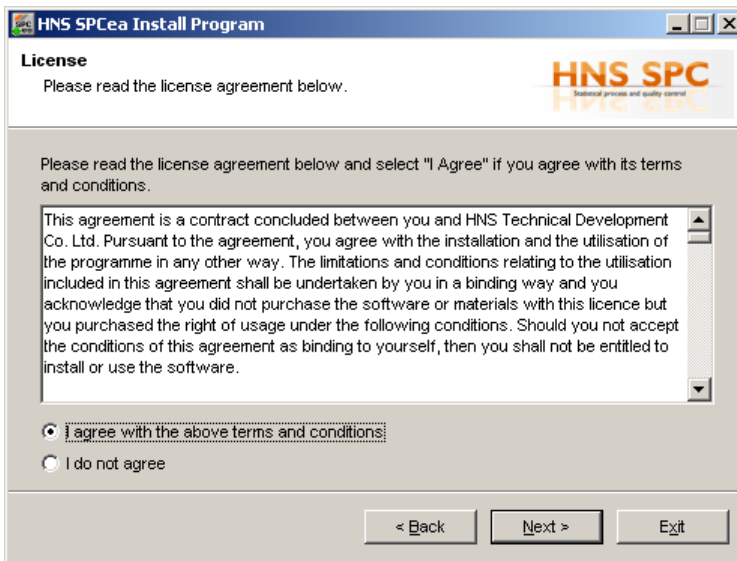 HNS SPCea Install Program
License
Please read the license agreement below.
HNS SPC
Statistical process and quality control
Please read the license agreement below and select "I Agree" if you agree with its terms
and conditions.
This agreement is a contract concluded between you and HNS Technical Development
Co. Ltd. Pursuant to the agreement, you agree with the installation and the utilisation of
the programme in any other way. The limitations and conditions relating to the utilisation
included in this agreement shall be undertaken by you in a binding way and you
acknowledge that you did not purchase the software or materials with this licence but
you purchased the right of usage under the following conditions. Should you not accept
the conditions of this agreement as binding to yourself, then you shall not be entitled to
install or use the software.
I agree with the above terms and conditions
I do not agree
< Back Next > Exit